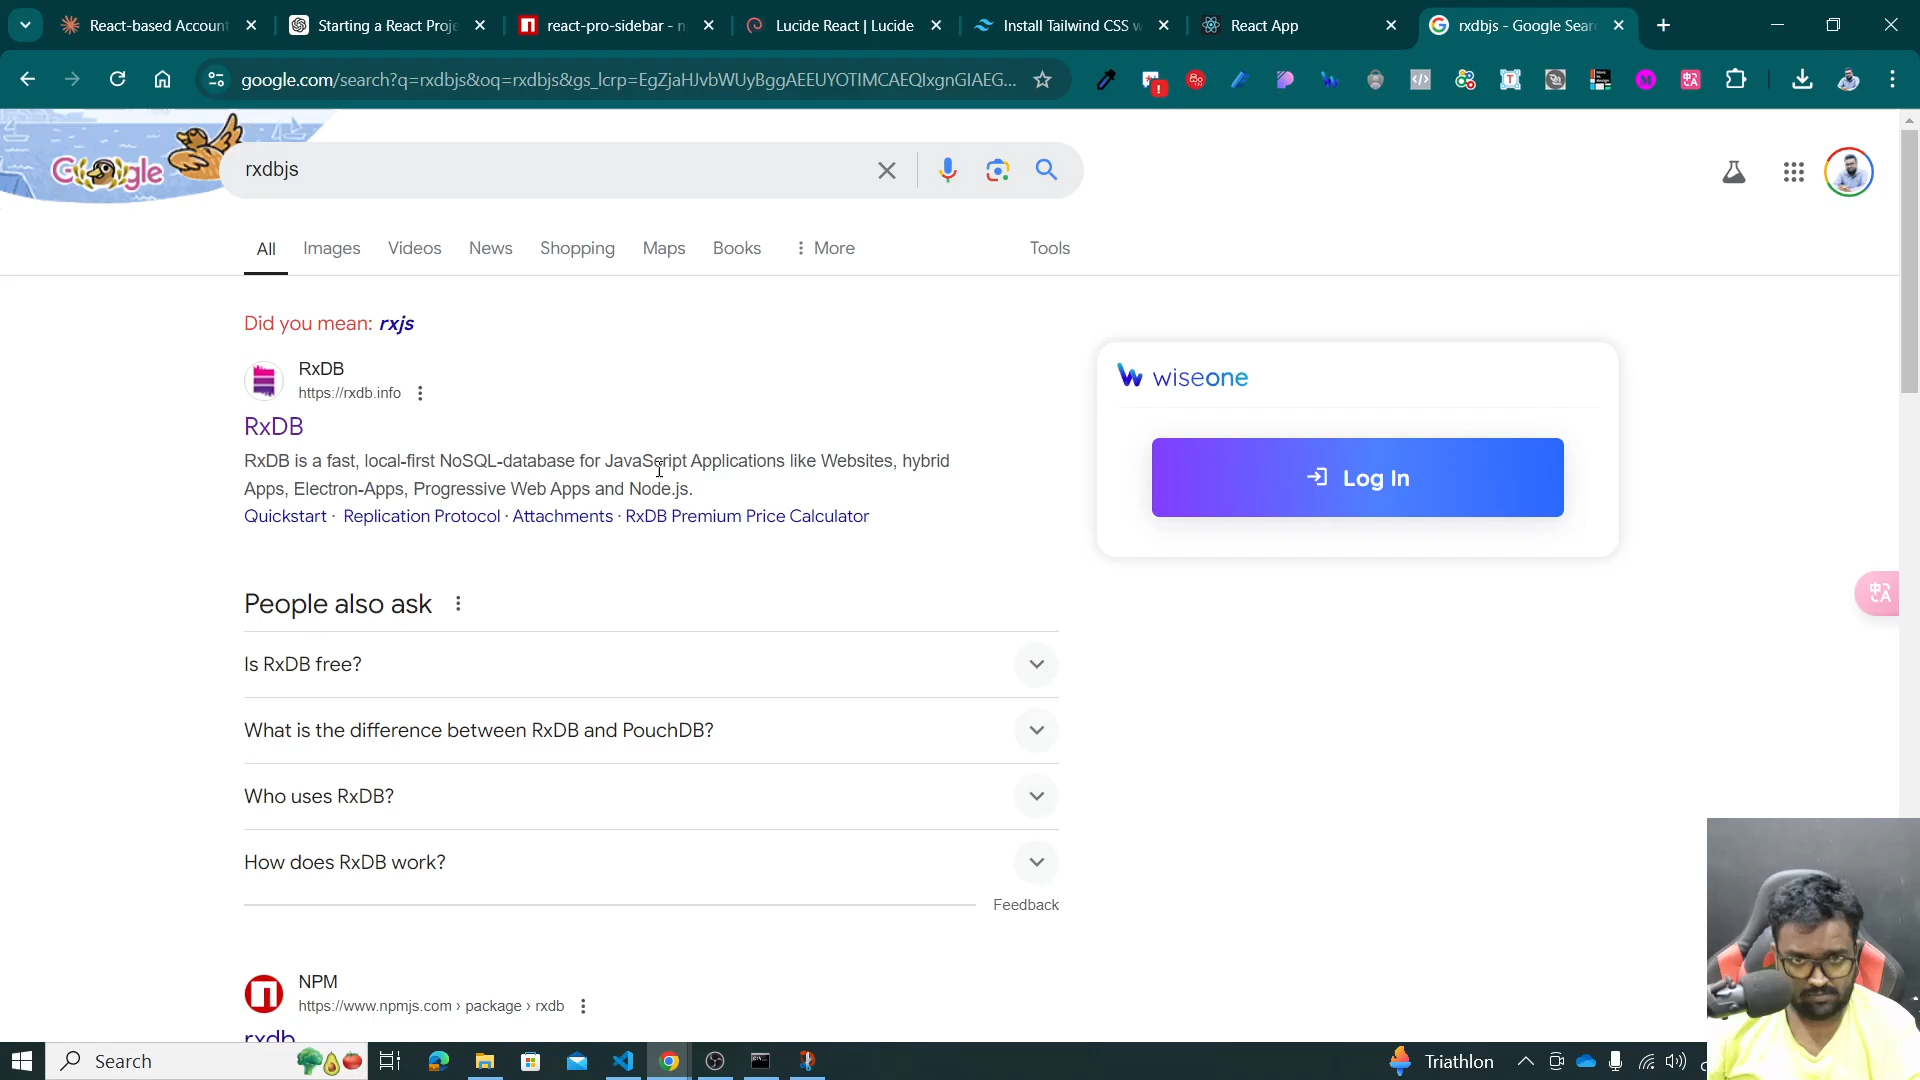 React-based Account
Starting a React Proje
react-pro-sidebar - n
Lucide React | Lucide
Install Tailwind CSS w
React App
rxdbjs - Google Sear
google.com/search?q=rxdbjs&oq=rxdbjs&gs_lcrp=EgZjaHJvbWUyBggAEEUYOTIMCAEQIxgnGIAEG...
Google
rxdbjs
All
Images
Videos
News
Shopping
Maps
Books
More
Tools
Did you mean: rxjs
RxDB
https://rxdb.info
RxDB
RxDB is a fast, local-first NoSQL-database for JavaScript Applications like Websites, hybrid
Apps, Electron-Apps, Progressive Web Apps and Node.js.
Quickstart · Replication Protocol · Attachments · RxDB Premium Price Calculator
wiseone
Log In
People also ask
Is RxDB free?
What is the difference between RxDB and PouchDB?
Who uses RxDB?
How does RxDB work?
Feedback
NPM
https://www.npmjs.com › package › rxdb
rxdb
Search
Triathlon